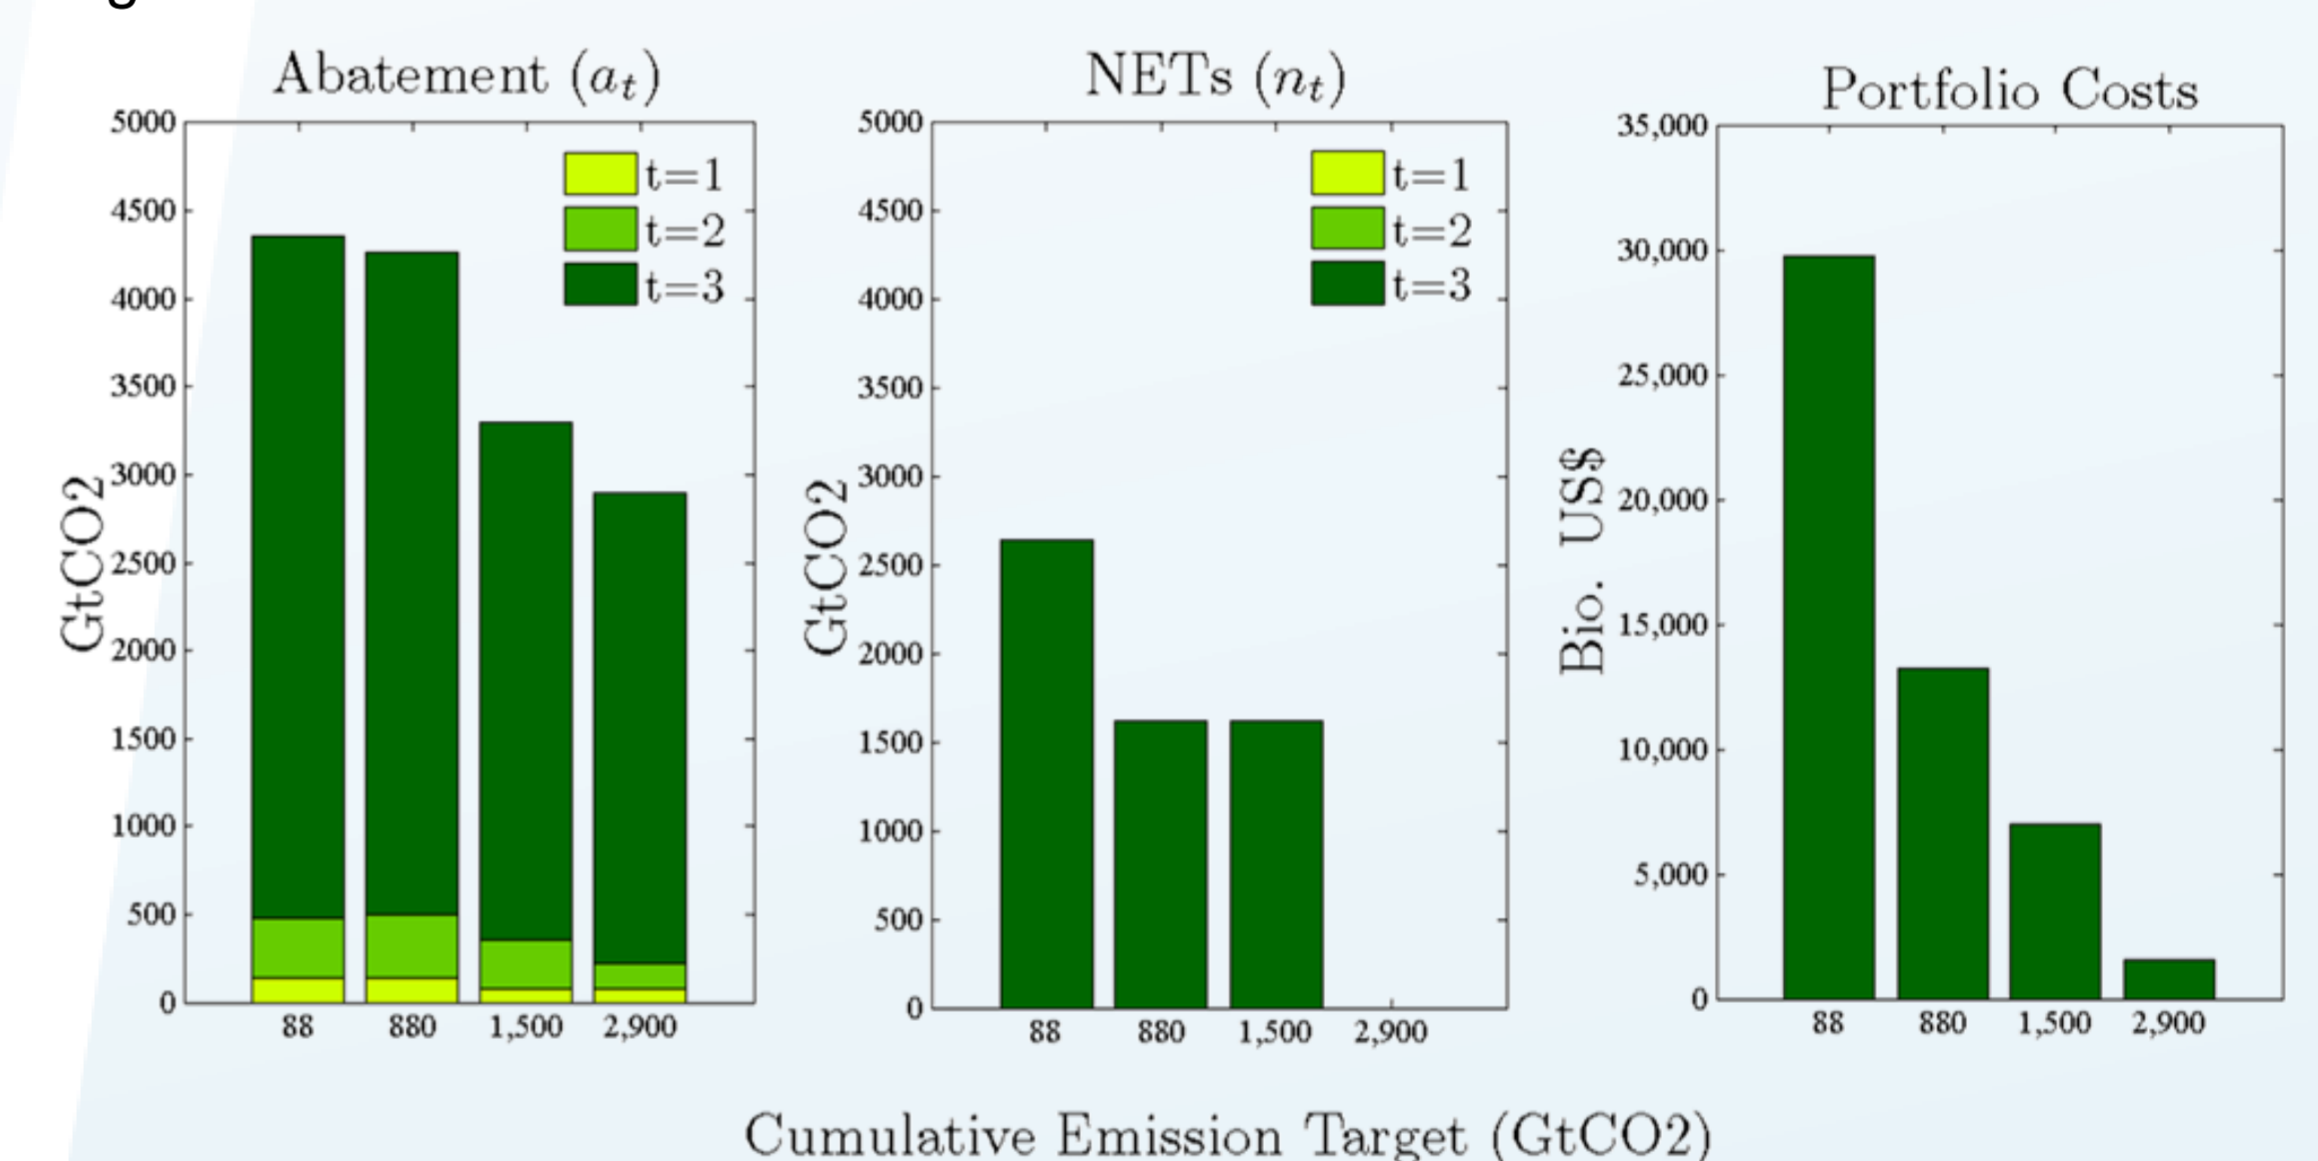 Abatement (aₜ)
5000
4500
4000
3500
3000
2500
2000
1500
1000
500
0
GtCO2
t=1
t=2
t=3
88 880 1,500 2,900
NETs (nₜ)
5000
4500
4000
3500
3000
2500
2000
1500
1000
500
0
GtCO2
t=1
t=2
t=3
88 880 1,500 2,900
Portfolio Costs
35,000
30,000
25,000
20,000
15,000
10,000
5,000
0
Bio. US$
88 880 1,500 2,900
Cumulative Emission Target (GtCO2)